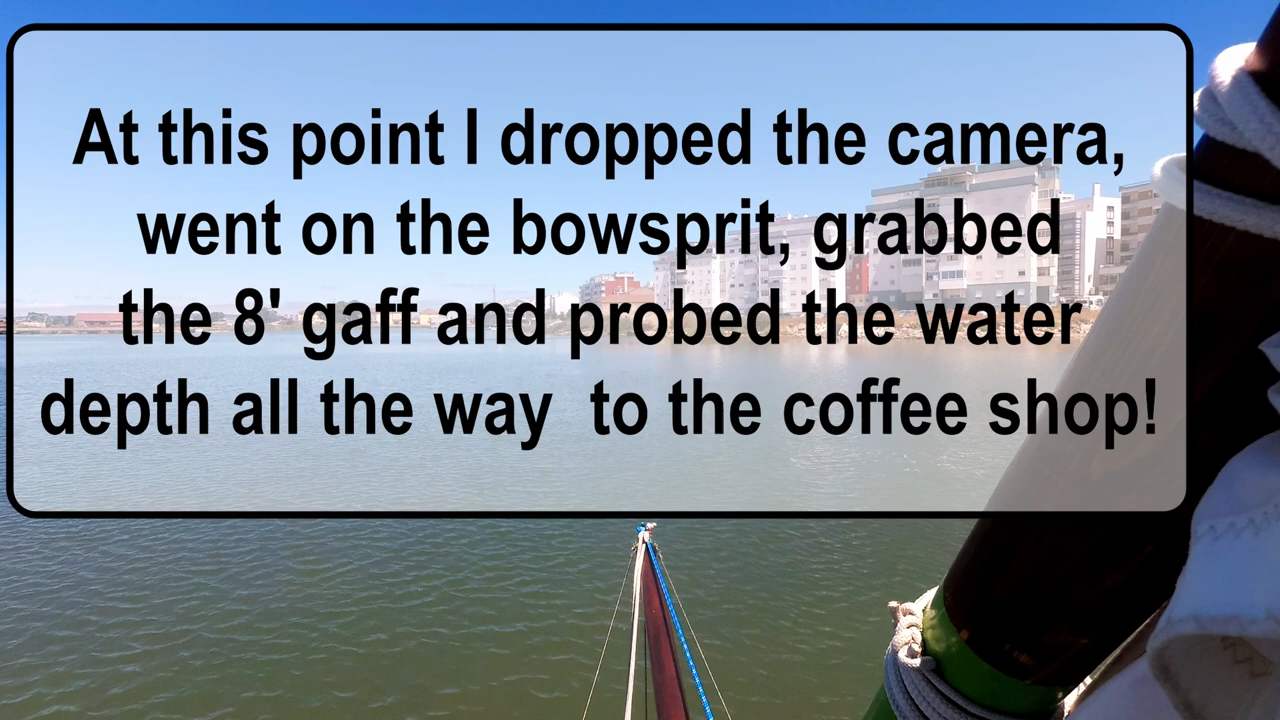 At this point I dropped the camera,
went on the bowsprit, grabbed
the 8' gaff and probed the water
depth all the way  to the coffee shop!